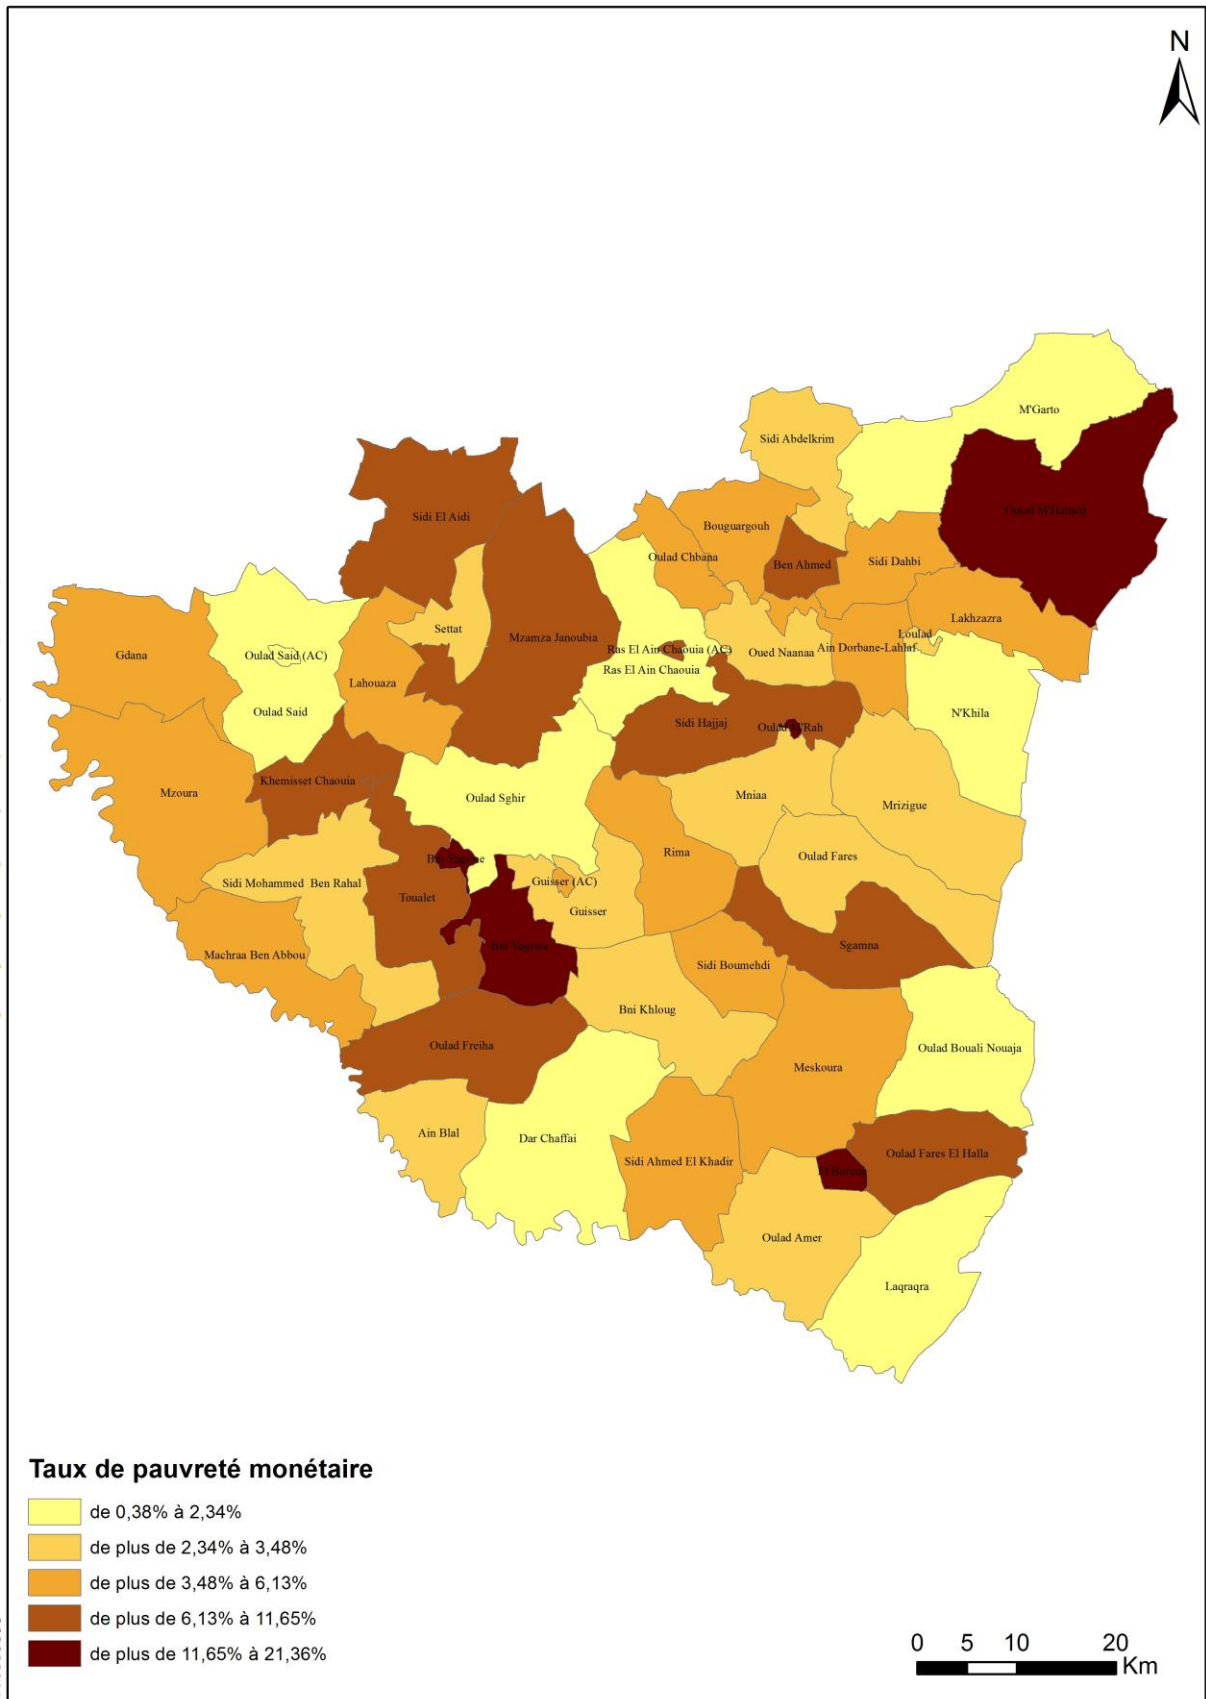 N
M'Garto
Sidi Abdelkrim
Oulad M'Hamed
Sidi El Aidi
Bouguargouh
Oulad Chbana
Ben Ahmed
Sidi Dahbi
Lakhzazra
Settat
Mzamza Janoubia
Loulad
Gdana
Oulad Said (AC)
Ras El Ain Chaouia (AC)
Oued Naanaa
Ain Dorbane-Lahlaf
Ras El Ain Chaouia
Lahouaza
Oulad Said
N'Khila
Sidi Hajjaj
Oulad M'Rah
Khemisset Chaouia
Mzoura
Oulad Sghir
Mniaa
Mrizigue
Rima
Oulad Fares
Bni Yagrine
Sidi Mohammed Ben Rahal
Guisser (AC)
Toualet
Guisser
Sgamna
Bni Yagrine
Machraa Ben Abbou
Sidi Boumehdi
Bni Khloug
Oulad Freiha
Oulad Bouali Nouaja
Meskoura
Ain Blal
Dar Chaffai
Sidi Ahmed El Khadir
Oulad Fares El Halla
El Borouj
Oulad Amer
Laqraqra
Taux de pauvreté monétaire
de 0,38% à 2,34%
de plus de 2,34% à 3,48%
de plus de 3,48% à 6,13%
de plus de 6,13% à 11,65%
de plus de 11,65% à 21,36%
0 5 10 20
Km